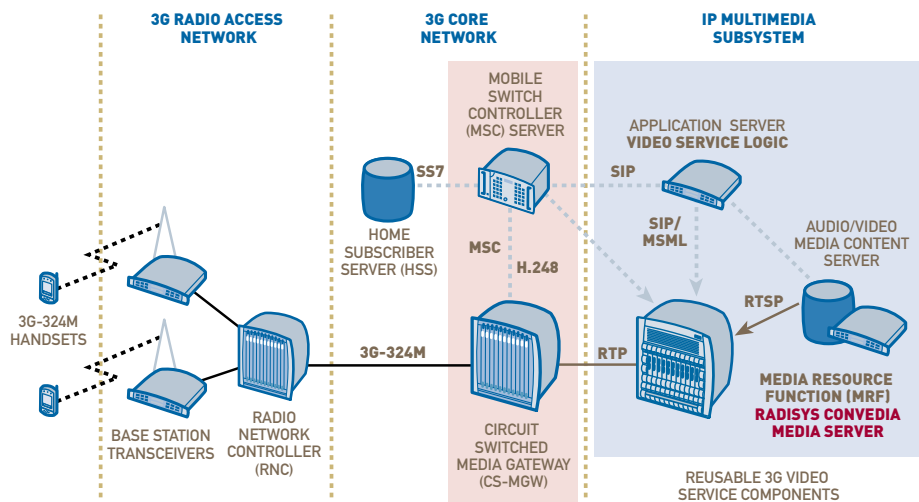 3G RADIO ACCESS
NETWORK
3G CORE
NETWORK
IP MULTIMEDIA
SUBSYSTEM
MOBILE
SWITCH
CONTROLLER
(MSC) SERVER
APPLICATION SERVER
VIDEO SERVICE LOGIC
SS7
SIP
HOME
SUBSCRIBER
SERVER (HSS)
MSC
H.248
SIP/
MSML
AUDIO/VIDEO
MEDIA CONTENT
SERVER
3G-324M
HANDSETS
RTSP
3G-324M
RTP
BASE STATION
TRANSCEIVERS
RADIO
NETWORK
CONTROLLER
(RNC)
CIRCUIT
SWITCHED
MEDIA GATEWAY
(CS-MGW)
MEDIA RESOURCE
FUNCTION (MRF)
RADISYS CONVEDIA
MEDIA SERVER
REUSABLE 3G VIDEO
SERVICE COMPONENTS